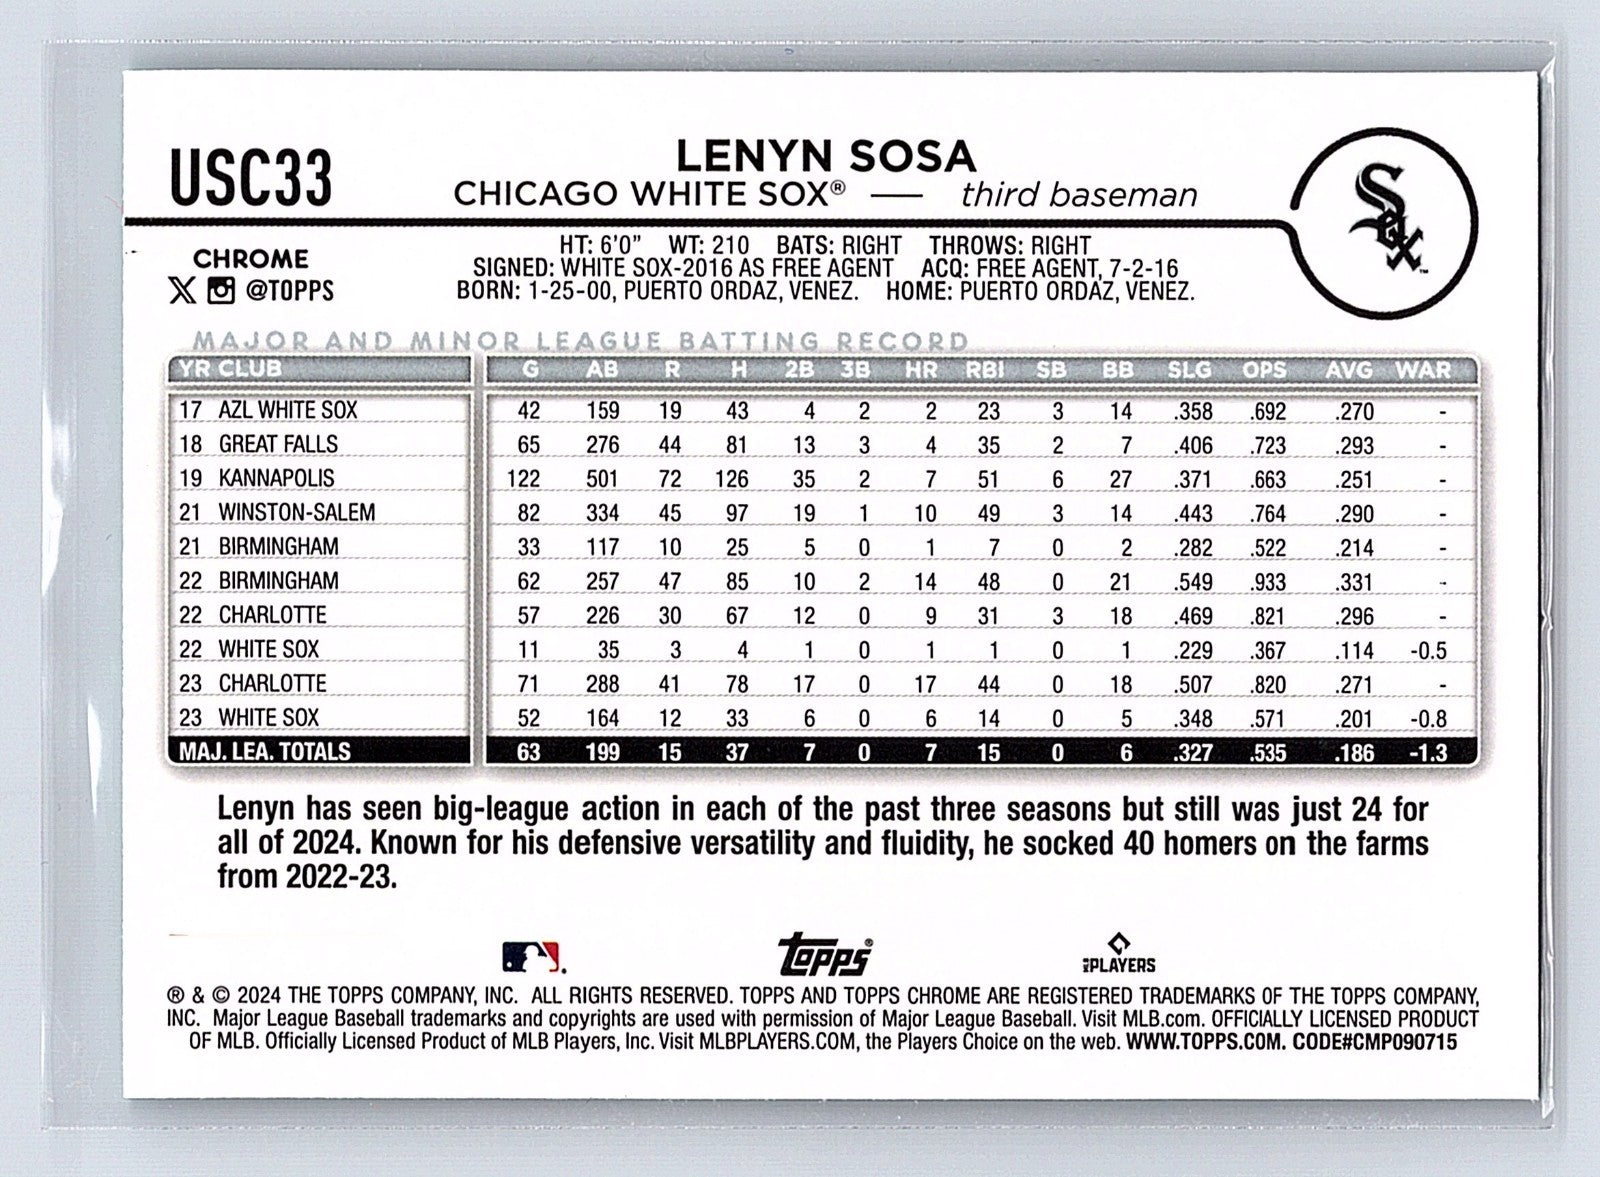 USC33
LENYN SOSA
CHICAGO WHITE SOX® — third baseman
Sox™
CHROME
@TOPPS
HT: 6'0" WT: 210 BATS: RIGHT THROWS: RIGHT
SIGNED: WHITE SOX-2016 AS FREE AGENT ACQ: FREE AGENT, 7-2-16
BORN: 1-25-00, PUERTO ORDAZ, VENEZ. HOME: PUERTO ORDAZ, VENEZ.
MAJOR AND MINOR LEAGUE BATTING RECORD
YR CLUB G AB R H 2B 3B HR RBI SB BB SLG OPS AVG WAR
17 AZL WHITE SOX 42 159 19 43 4 2 2 23 3 14 .358 .692 .270 -
18 GREAT FALLS 65 276 44 81 13 3 4 35 2 7 .406 .723 .293 -
19 KANNAPOLIS 122 501 72 126 35 2 7 51 6 27 .371 .663 .251 -
21 WINSTON-SALEM 82 334 45 97 19 1 10 49 3 14 .443 .764 .290 -
21 BIRMINGHAM 33 117 10 25 5 0 1 7 0 2 .282 .522 .214 -
22 BIRMINGHAM 62 257 47 85 10 2 14 48 0 21 .549 .933 .331 -
22 CHARLOTTE 57 226 30 67 12 0 9 31 3 18 .469 .821 .296 -
22 WHITE SOX 11 35 3 4 1 0 1 1 0 1 .229 .367 .114 -0.5
23 CHARLOTTE 71 288 41 78 17 0 17 44 0 18 .507 .820 .271 -
23 WHITE SOX 52 164 12 33 6 0 6 14 0 5 .348 .571 .201 -0.8
MAJ. LEA. TOTALS 63 199 15 37 7 0 7 15 0 6 .327 .535 .186 -1.3
Lenyn has seen big-league action in each of the past three seasons but still was just 24 for
all of 2024. Known for his defensive versatility and fluidity, he socked 40 homers on the farms
from 2022-23.
Topps®
MLBPLAYERS
® & © 2024 THE TOPPS COMPANY, INC. ALL RIGHTS RESERVED. TOPPS AND TOPPS CHROME ARE REGISTERED TRADEMARKS OF THE TOPPS COMPANY,
INC. Major League Baseball trademarks and copyrights are used with permission of Major League Baseball. Visit MLB.com. OFFICIALLY LICENSED PRODUCT
OF MLB. Officially Licensed Product of MLB Players, Inc. Visit MLBPLAYERS.COM, the Players Choice on the web. WWW.TOPPS.COM. CODE#CMP090715